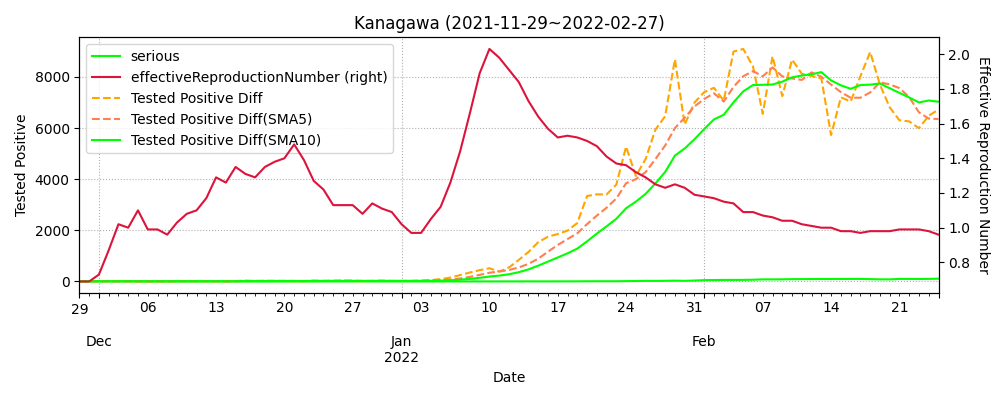 Kanagawa (2021-11-29~2022-02-27)
serious
effectiveReproductionNumber (right)
Tested Positive Diff
Tested Positive Diff(SMA5)
Tested Positive Diff(SMA10)
Tested Positive
8000
6000
4000
2000
0
2.0
1.8
1.6
1.4
1.2
1.0
0.8
Effective Reproduction Number
29 06 13 20 27 03 10 17 24 31 07 14 21
Dec Jan Feb
2022
Date